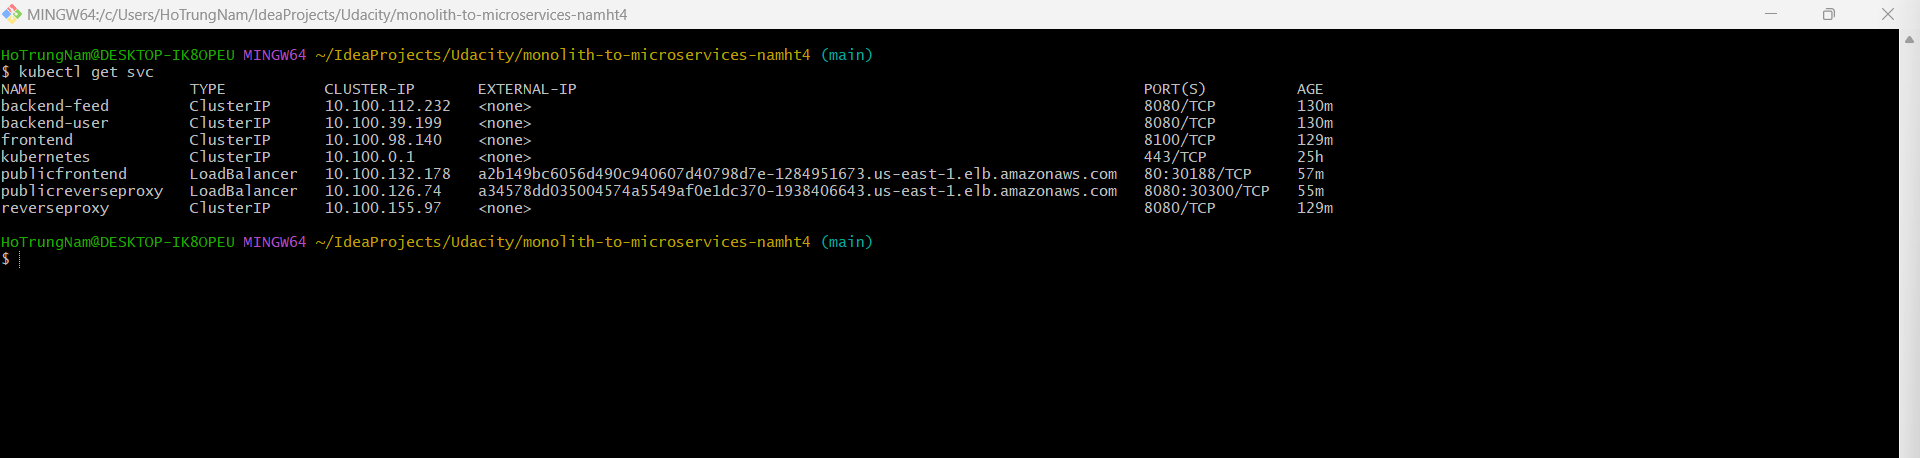 MINGW64:/c/Users/HoTrungNam/IdeaProjects/Udacity/monolith-to-microservices-namht4
HoTrungNam@DESKTOP-IK8OPEU MINGW64 ~/IdeaProjects/Udacity/monolith-to-microservices-namht4 (main)
$ kubectl get svc
NAME TYPE CLUSTER-IP EXTERNAL-IP PORT(S) AGE
backend-feed ClusterIP 10.100.112.232 <none> 8080/TCP 130m
backend-user ClusterIP 10.100.39.199 <none> 8080/TCP 130m
frontend ClusterIP 10.100.98.140 <none> 8100/TCP 129m
kubernetes ClusterIP 10.100.0.1 <none> 443/TCP 25h
publicfrontend LoadBalancer 10.100.132.178 a2b149bc6056d490c940607d40798d7e-1284951673.us-east-1.elb.amazonaws.com 80:30188/TCP 57m
publicreverseproxy LoadBalancer 10.100.126.74 a34578dd035004574a5549af0e1dc370-1938406643.us-east-1.elb.amazonaws.com 8080:30300/TCP 55m
reverseproxy ClusterIP 10.100.155.97 <none> 8080/TCP 129m
HoTrungNam@DESKTOP-IK8OPEU MINGW64 ~/IdeaProjects/Udacity/monolith-to-microservices-namht4 (main)
$